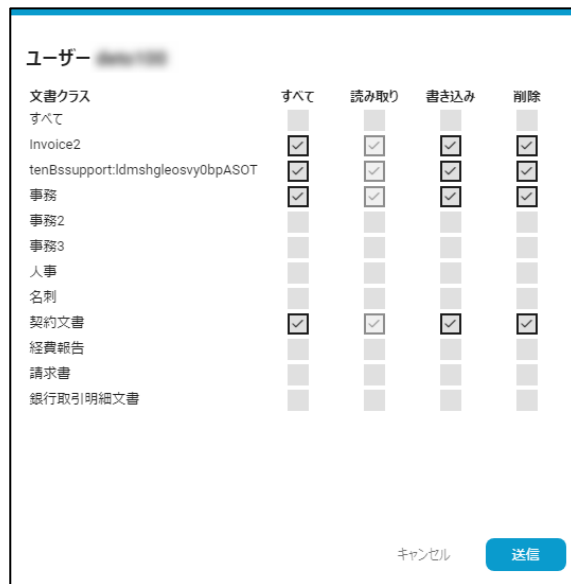 ユーザー
文書クラス すべて 読み取り 書き込み 削除
すべて
Invoice2
tenBssupport:ldmshgleosvy0bpASOT
事務
事務2
事務3
人事
名刺
契約文書
経費報告
請求書
銀行取引明細文書
キャンセル 送信